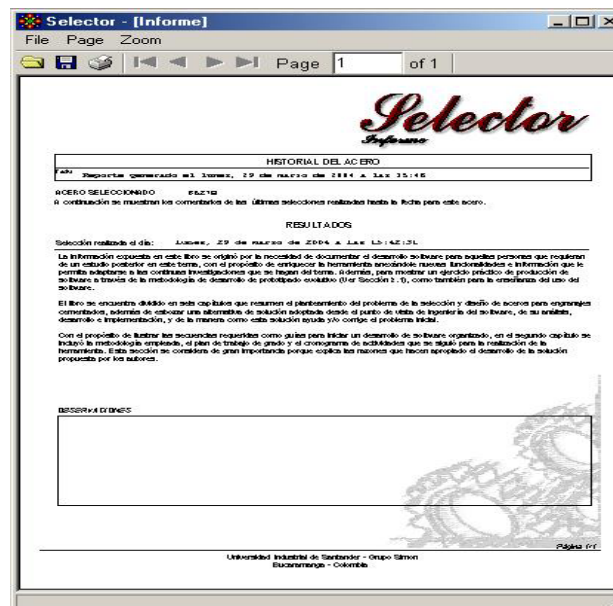 Selector - [Informe]
File Page Zoom
Page 1 of 1
Selector
Informe
HISTORIAL DEL ACERO
Reporte generado el lunes, 29 de marzo de 2004 a las
ACERO SELECCIONADO
A continuación se muestran los comentarios de las últimas selecciones realizadas hasta la fecha para este acero.
RESULTADOS
Selección realizada el día: Lunes, 29 de marzo de 2004 a las
La información expuesta en este libro se originó por la necesidad de documentar el desarrollo software para aquellas personas que requieran
de un estudio posterior en este tema, con el propósito de enriquecer la herramienta anexándole nuevas funcionalidades e información que le
permita adaptarse a las continuas investigaciones que se hagan del tema. Además, para mostrar un ejercicio práctico de producción de
software a través de la metodología de desarrollo de prototipado evolutivo (Ver Sección 2.1), como también para la enseñanza del uso del
software.
El libro se encuentra dividido en seis capítulos que resumen el planteamiento del problema de la selección y diseño de aceros para engranajes
cementados, además de esbozar una alternativa de solución adoptada desde el punto de vista de ingeniería del software, de su análisis,
desarrollo e implementación, y de la manera como esta solución ayuda y/o corrige el problema inicial.
Con el propósito de ilustrar las secuencias requeridas como guías para iniciar un desarrollo de software organizado, en el segundo capítulo se
incluyó la metodología empleada, el plan de trabajo de grado y el cronograma de actividades que se siguió para la realización de la
herramienta. Esta sección se considera de gran importancia porque explica las razones que hacen apropiado el desarrollo de la solución
propuesta por los autores.
OBSERVACIONES
Página 1/1
Universidad Industrial de Santander - Grupo Simon
Bucaramanga - Colombia